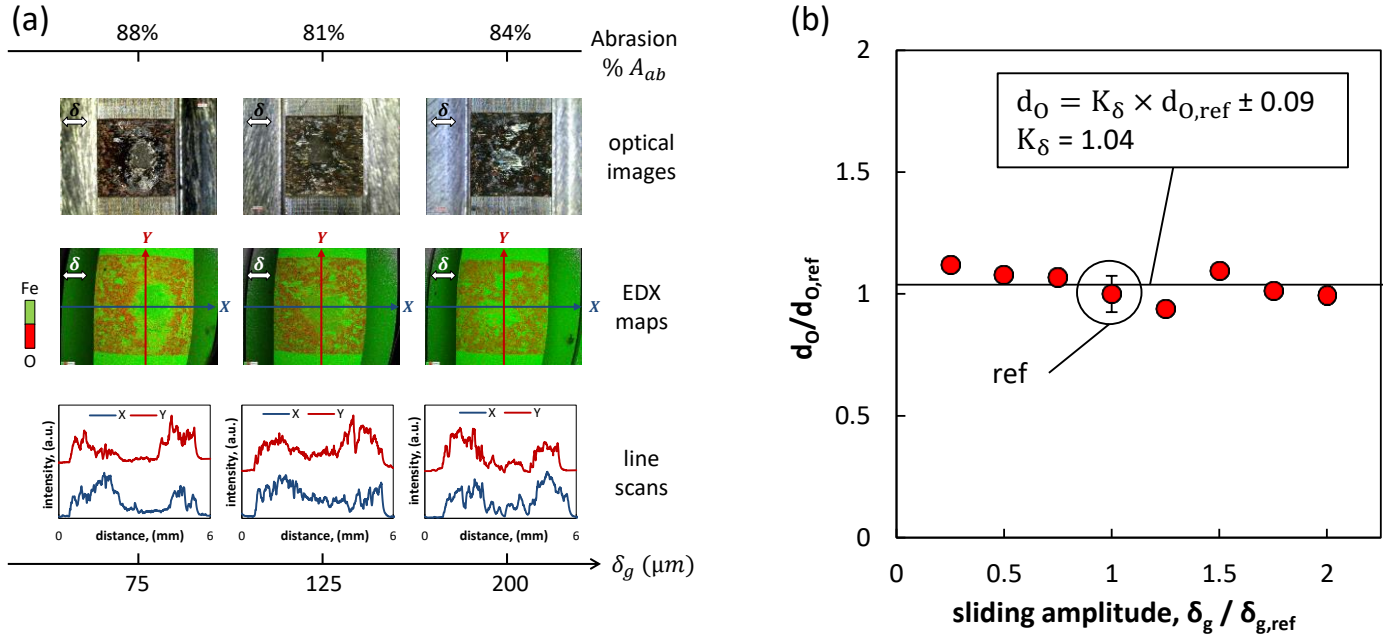 (a)
88% 81% 84% Abrasion
% A_ab
δ δ δ
optical
images
Y Y Y
δ δ δ
Fe
EDX
X X X
maps
O
X Y X Y X Y
intensity, (a.u.) intensity, (a.u.) intensity, (a.u.)
line
scans
0 distance, (mm) 6 0 distance, (mm) 6 0 distance, (mm) 6
δ_g (μm)
75 125 200
(b)
2
d_O = K_δ × d_O,ref ± 0.09
K_δ = 1.04
1.5
1
d_O/d_O,ref
ref
0.5
0
0 0.5 1 1.5 2
sliding amplitude, δ_g / δ_g,ref